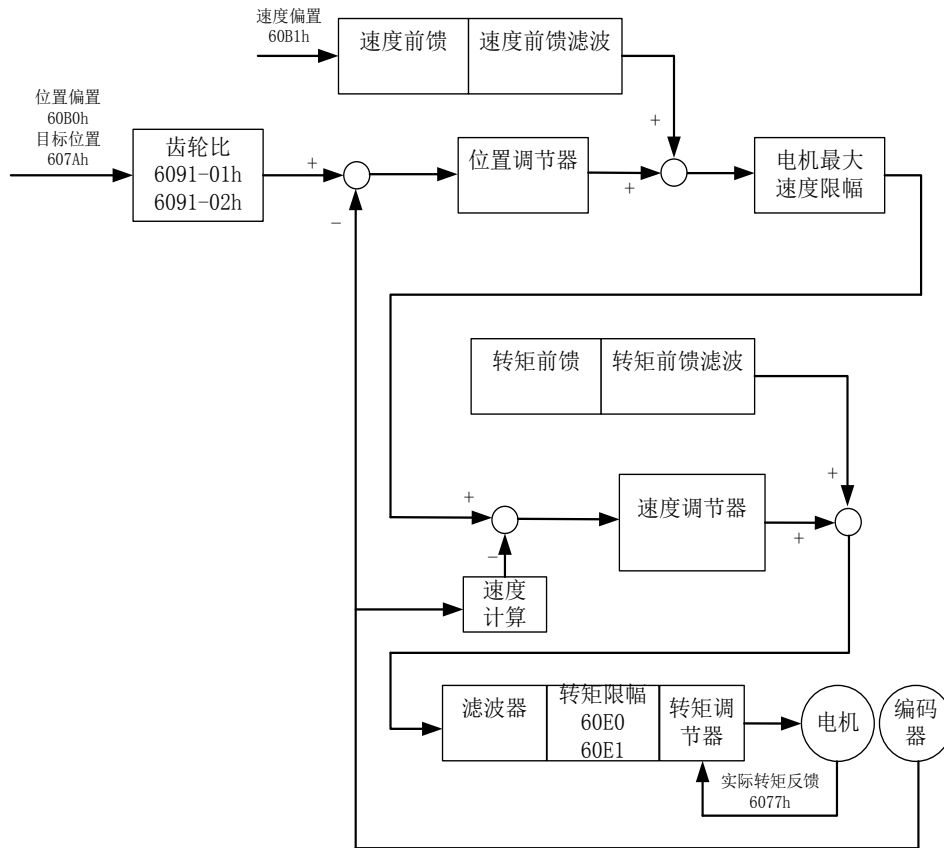 速度偏置
60B1h
速度前馈
速度前馈滤波
位置偏置
60B0h
目标位置
607Ah
齿轮比
6091-01h
6091-02h
+
−
位置调节器
+
+
电机最大
速度限幅
转矩前馈
转矩前馈滤波
+
+
−
速度调节器
+
速度
计算
滤波器
转矩限幅
60E0
60E1
转矩调
节器
电机
编码
器
实际转矩反馈
6077h